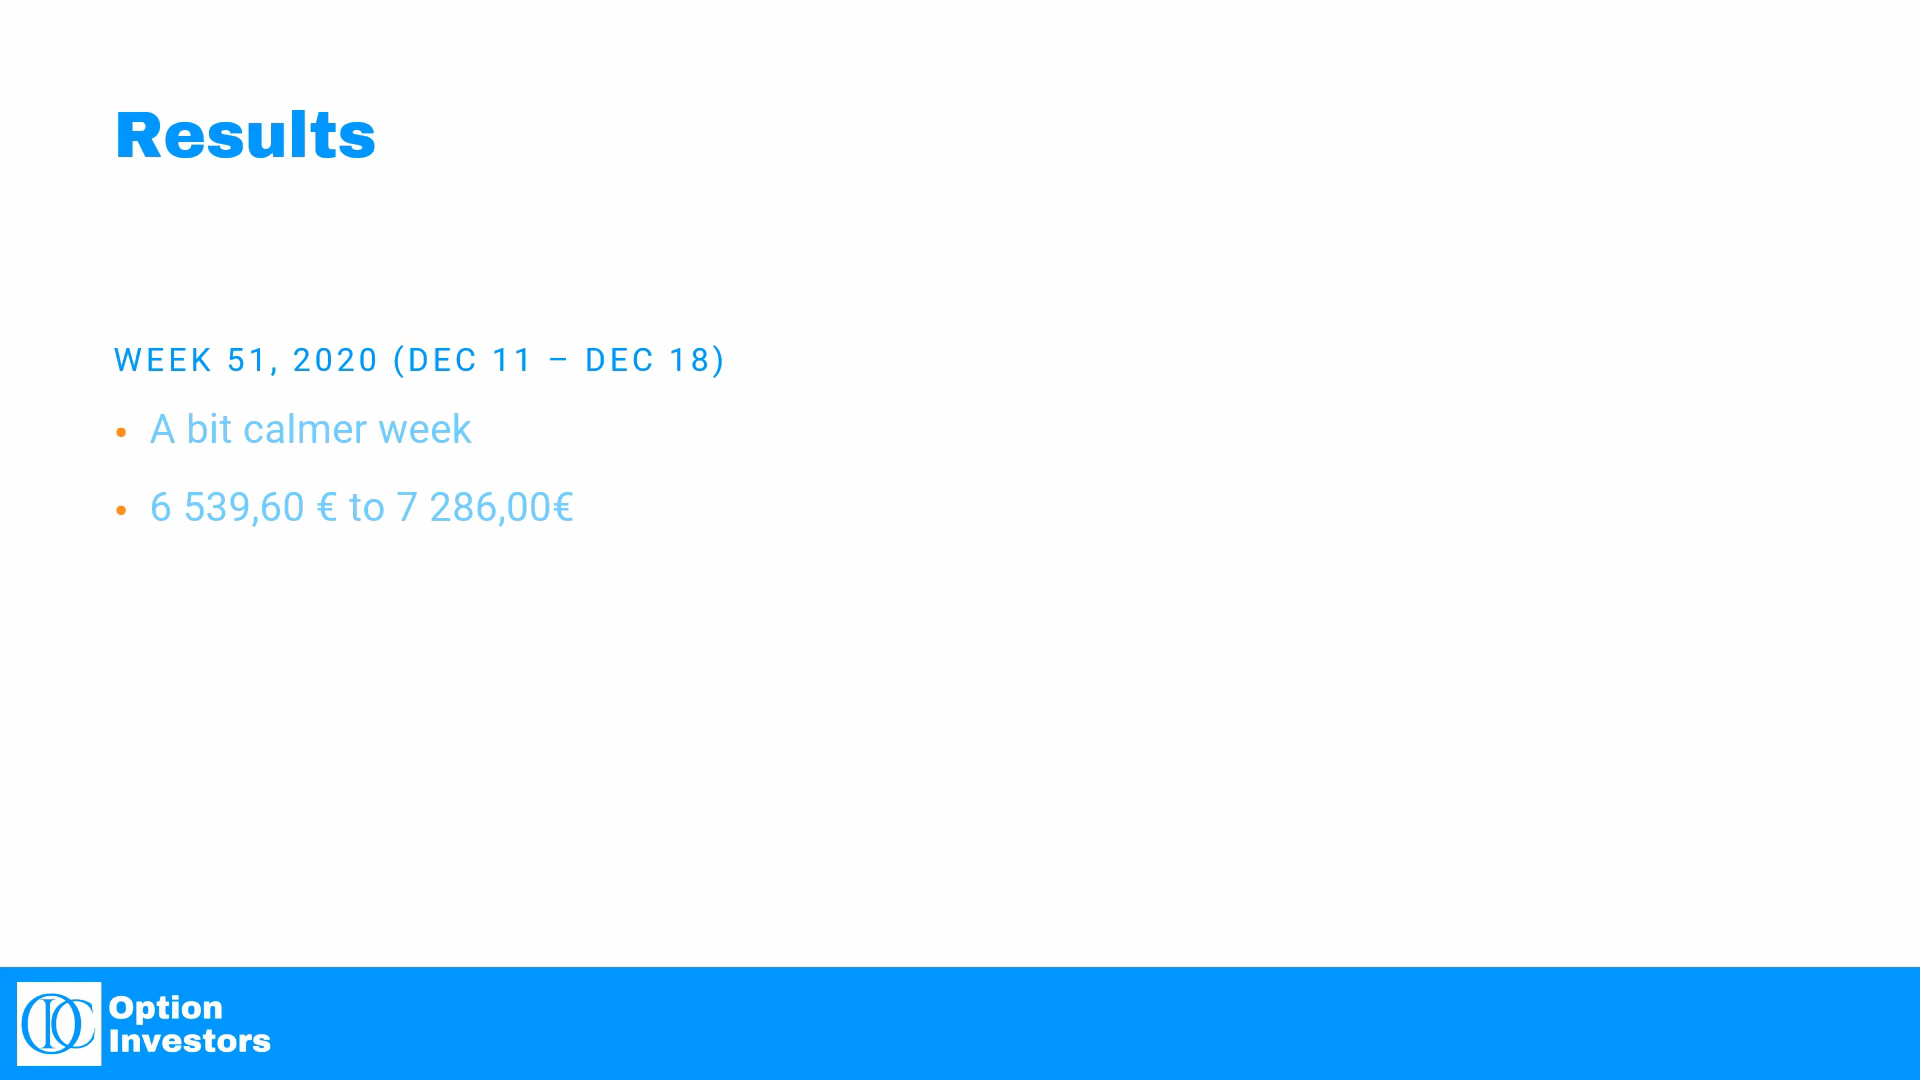 Results
WEEK 51, 2020 (DEC 11 – DEC 18)
• A bit calmer week
• 6 539,60 € to 7 286,00€
Option
Investors